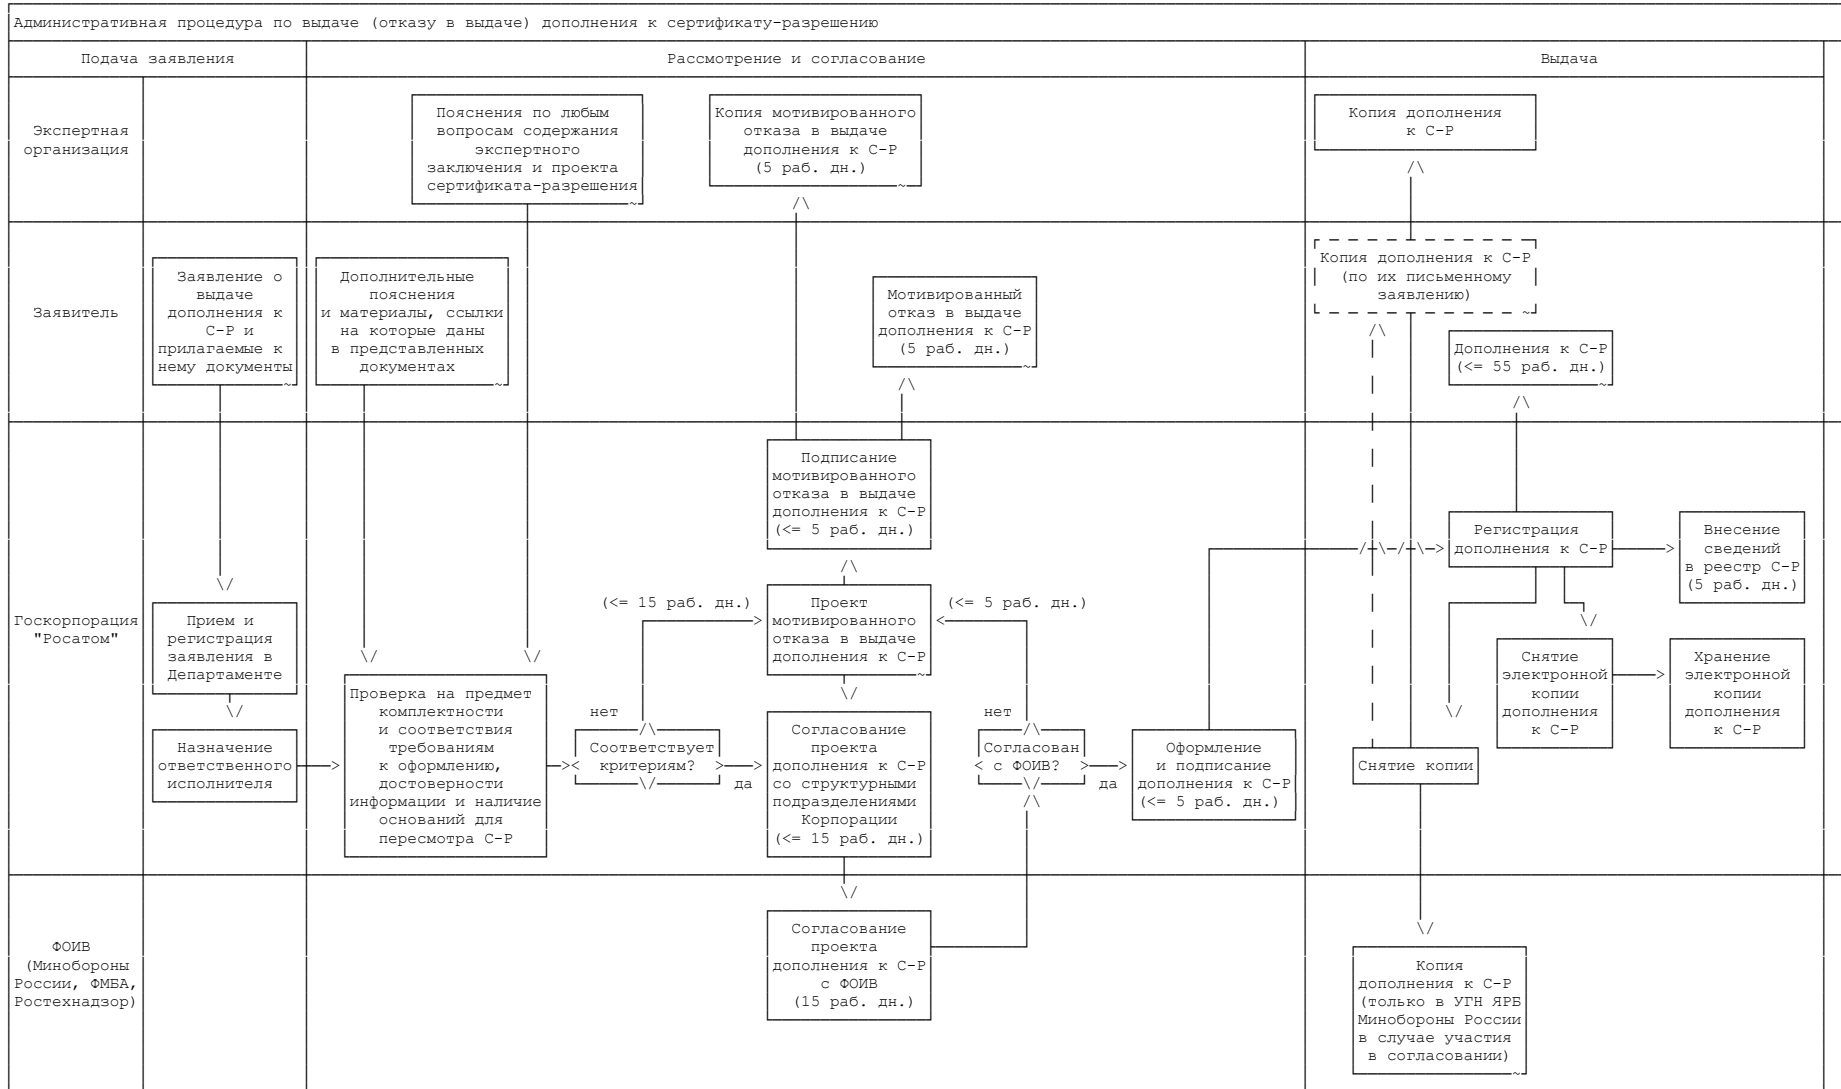 Административная процедура по выдаче (отказу в выдаче) дополнения к сертификату-разрешению
Подача заявления
Рассмотрение и согласование
Выдача
Экспертная
организация
Пояснения по любым
вопросам содержания
экспертного
заключения и проекта
сертификата-разрешения
Копия мотивированного
отказа в выдаче
дополнения к С-Р
(5 раб. дн.)
Копия дополнения
к С-Р
Заявитель
Заявление о
выдаче
дополнения к
С-Р и
прилагаемые к
нему документы
Дополнительные
пояснения
и материалы, ссылки
на которые даны
в представленных
документах
Мотивированный
отказ в выдаче
дополнения к С-Р
(5 раб. дн.)
Копия дополнения к С-Р
(по их письменному
заявлению)
Дополнения к С-Р
(<= 55 раб. дн.)
Госкорпорация
"Росатом"
Прием и
регистрация
заявления в
Департаменте
Назначение
ответственного
исполнителя
Проверка на предмет
комплектности
и соответствия
требованиям
к оформлению,
достоверности
информации и наличие
оснований для
пересмотра С-Р
нет
Соответствует
критериям?
да
(<= 15 раб. дн.)
Подписание
мотивированного
отказа в выдаче
дополнения к С-Р
(<= 5 раб. дн.)
Проект
мотивированного
отказа в выдаче
дополнения к С-Р
(<= 5 раб. дн.)
Согласование
проекта
дополнения к С-Р
со структурными
подразделениями
Корпорации
(<= 15 раб. дн.)
нет
Согласован
с ФОИВ?
да
Оформление
и подписание
дополнения к С-Р
(<= 5 раб. дн.)
Регистрация
дополнения к С-Р
Внесение
сведений
в реестр С-Р
(5 раб. дн.)
Снятие
электронной
копии
дополнения
к С-Р
Хранение
электронной
копии
дополнения
к С-Р
Снятие копии
ФОИВ
(Минобороны
России, ФМБА,
Ростехнадзор)
Согласование
проекта
дополнения к С-Р
с ФОИВ
(15 раб. дн.)
Копия
дополнения к С-Р
(только в УГН ЯРБ
Минобороны России
в случае участия
в согласовании)